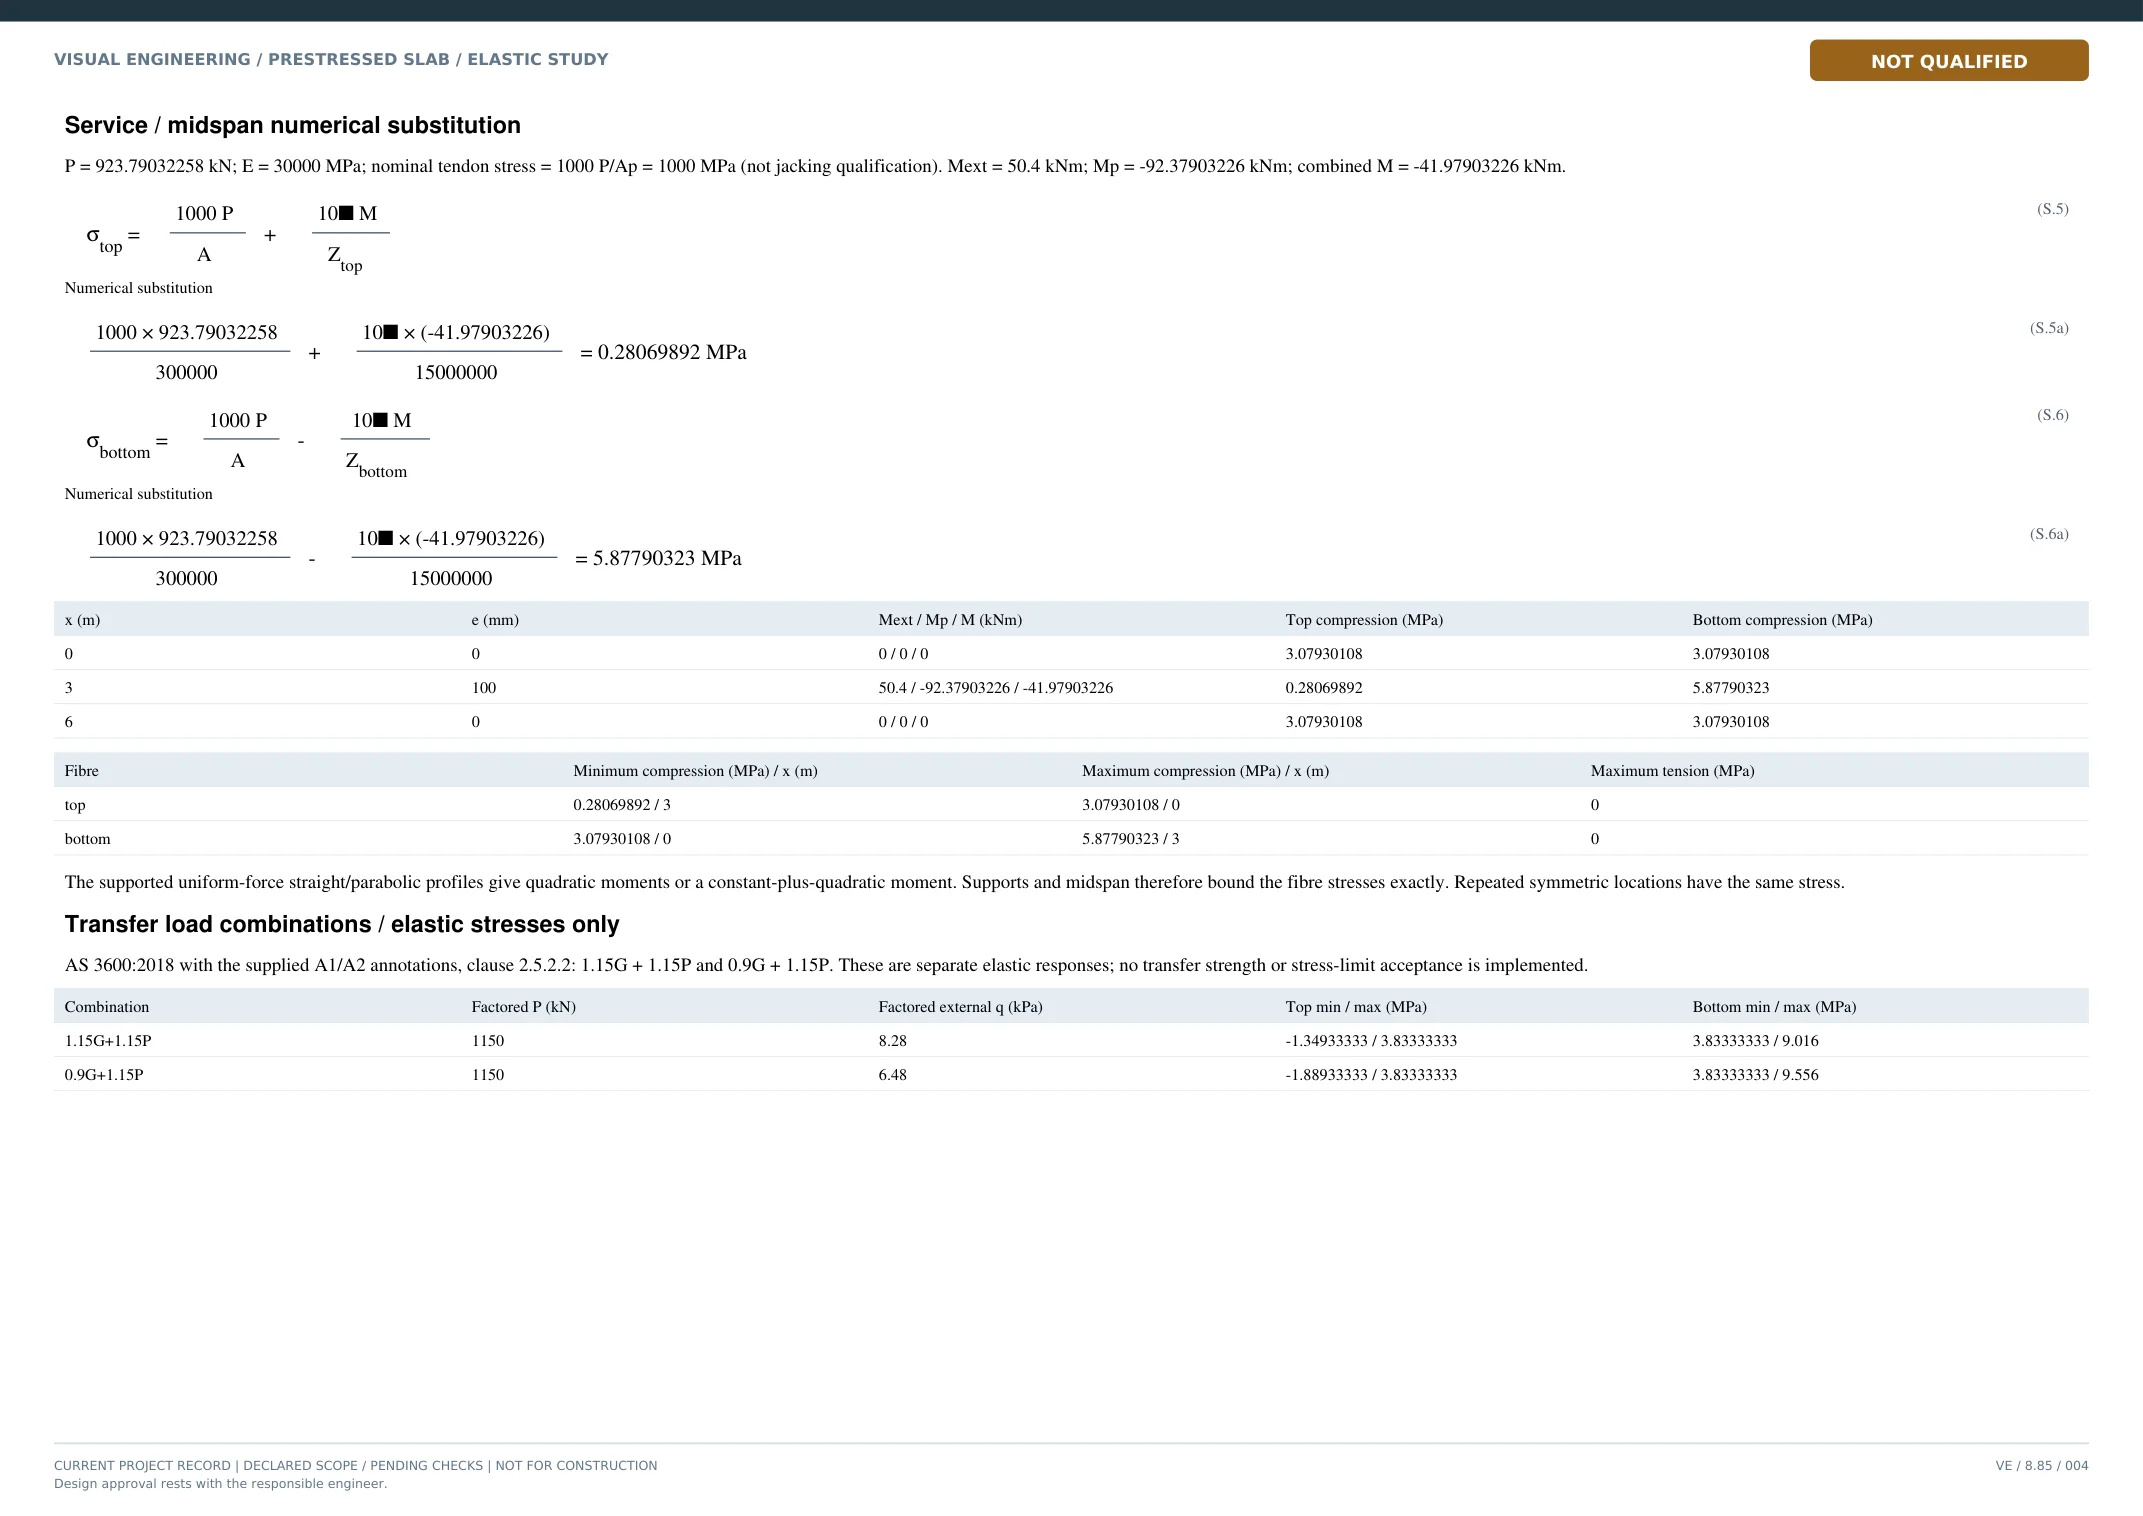 VISUAL ENGINEERING / PRESTRESSED SLAB / ELASTIC STUDY
NOT QUALIFIED
Service / midspan numerical substitution
P = 923.79032258 kN; E = 30000 MPa; nominal tendon stress = 1000 P/Ap = 1000 MPa (not jacking qualification). Mext = 50.4 kNm; Mp = -92.37903226 kNm; combined M = -41.97903226 kNm.
σtop = 1000 P / A + 10■ M / Ztop (S.5)
Numerical substitution
1000 × 923.79032258 / 300000 + 10■ × (-41.97903226) / 15000000 = 0.28069892 MPa (S.5a)
σbottom = 1000 P / A - 10■ M / Zbottom (S.6)
Numerical substitution
1000 × 923.79032258 / 300000 - 10■ × (-41.97903226) / 15000000 = 5.87790323 MPa (S.6a)
x (m) e (mm) Mext / Mp / M (kNm) Top compression (MPa) Bottom compression (MPa)
0 0 0 / 0 / 0 3.07930108 3.07930108
3 100 50.4 / -92.37903226 / -41.97903226 0.28069892 5.87790323
6 0 0 / 0 / 0 3.07930108 3.07930108
Fibre Minimum compression (MPa) / x (m) Maximum compression (MPa) / x (m) Maximum tension (MPa)
top 0.28069892 / 3 3.07930108 / 0 0
bottom 3.07930108 / 0 5.87790323 / 3 0
The supported uniform-force straight/parabolic profiles give quadratic moments or a constant-plus-quadratic moment. Supports and midspan therefore bound the fibre stresses exactly. Repeated symmetric locations have the same stress.
Transfer load combinations / elastic stresses only
AS 3600:2018 with the supplied A1/A2 annotations, clause 2.5.2.2: 1.15G + 1.15P and 0.9G + 1.15P. These are separate elastic responses; no transfer strength or stress-limit acceptance is implemented.
Combination Factored P (kN) Factored external q (kPa) Top min / max (MPa) Bottom min / max (MPa)
1.15G+1.15P 1150 8.28 -1.34933333 / 3.83333333 3.83333333 / 9.016
0.9G+1.15P 1150 6.48 -1.88933333 / 3.83333333 3.83333333 / 9.556
CURRENT PROJECT RECORD | DECLARED SCOPE / PENDING CHECKS | NOT FOR CONSTRUCTION
VE / 8.85 / 004
Design approval rests with the responsible engineer.